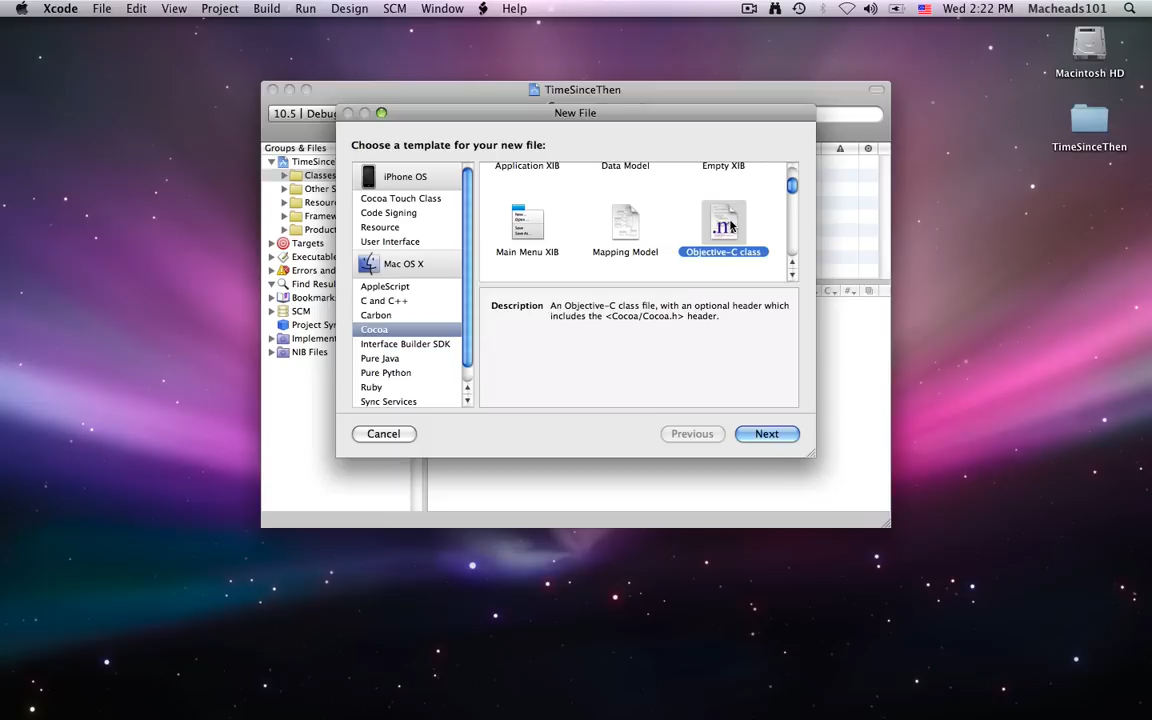 Xcode File Edit View Project Build Run Design SCM Window Help Wed 2:22 PM Macheads101
Macintosh HD
TimeSinceThen
TimeSinceThen
10.5 | Debug
New File
Groups & Files
TimeSince
Classes
Other S
Resour
Framew
Produc
Targets
Executable
Errors and
Find Result
Bookmark
SCM
Project Sy
Implement
NIB Files
Choose a template for your new file:
iPhone OS
Cocoa Touch Class
Code Signing
Resource
User Interface
Mac OS X
AppleScript
C and C++
Carbon
Cocoa
Interface Builder SDK
Pure Java
Pure Python
Ruby
Sync Services
Application XIB Data Model Empty XIB
.m
Main Menu XIB Mapping Model Objective-C class
Description An Objective-C class file, with an optional header which
includes the <Cocoa/Cocoa.h> header.
Cancel Previous Next